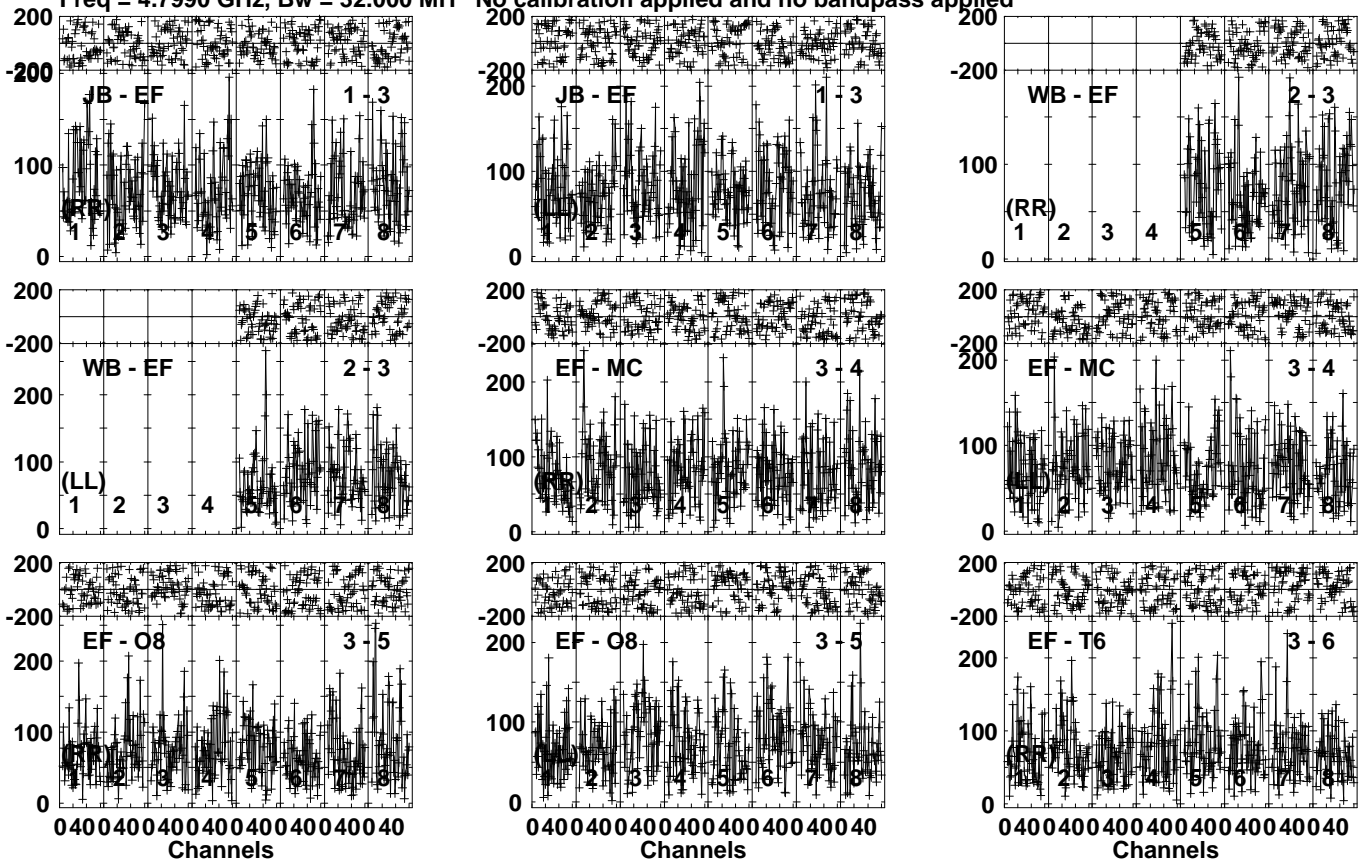 Freq = 4.7990 GHz, Bw = 32.000 MH No calibration applied and no bandpass applied
200 200 200
-200 -200 -200
200 200
JB - EF 1 - 3 JB - EF 1 - 3 WB - EF 2 - 3
100 100 100
(RR) (LL) (RR)
1 2 3 4 5 6 7 8 1 2 3 4 5 6 7 8 1 2 3 4 5 6 7 8
0 0 0
200 200 200
-200 -200 -200
WB - EF 2 - 3 EF - MC 3 - 4 EF - MC 3 - 4
200 200 200
100 100 100
(LL) (RR) (LL)
1 2 3 4 5 6 7 8 1 2 3 4 5 6 7 8 1 2 3 4 5 6 7 8
0 0 0
200 200 200
-200 -200 -200
EF - O8 3 - 5 EF - O8 3 - 5 EF - T6 3 - 6
200 200 200
100 100 100
(RR) (LL) (RR)
1 2 3 4 5 6 7 8 1 2 3 4 5 6 7 8 1 2 3 4 5 6 7 8
0 0 0
0 40 0 40 0 40 0 40 0 40 0 40 0 40 0 40 0 40 0 40 0 40 0 40 0 40 0 40 0 40 0 40 0 40 0 40 0 40 0 40 0 40 0 40 0 40 0 40
Channels Channels Channels